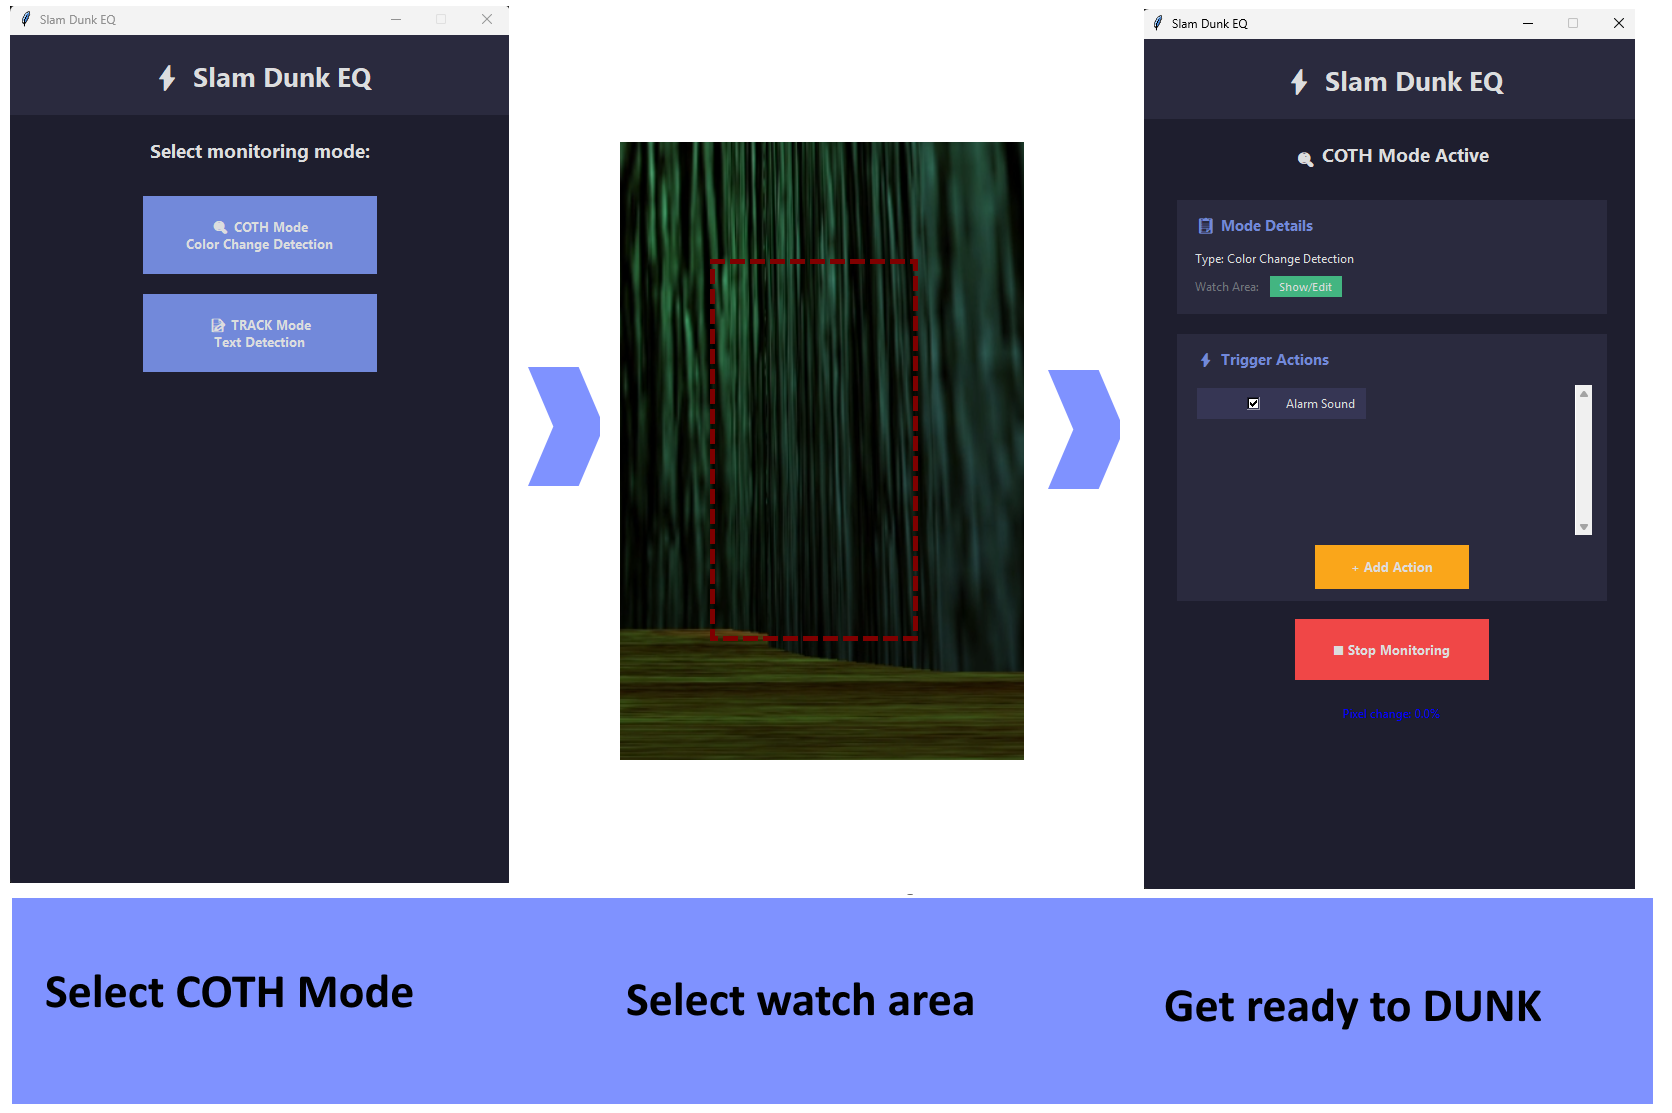 Slam Dunk EQ
Slam Dunk EQ
Select monitoring mode:
COTH Mode
Color Change Detection
TRACK Mode
Text Detection
Slam Dunk EQ
Slam Dunk EQ
COTH Mode Active
Mode Details
Type: Color Change Detection
Watch Area: Show/Edit
Trigger Actions
Alarm Sound
+ Add Action
Stop Monitoring
Select COTH Mode
Select watch area
Get ready to DUNK